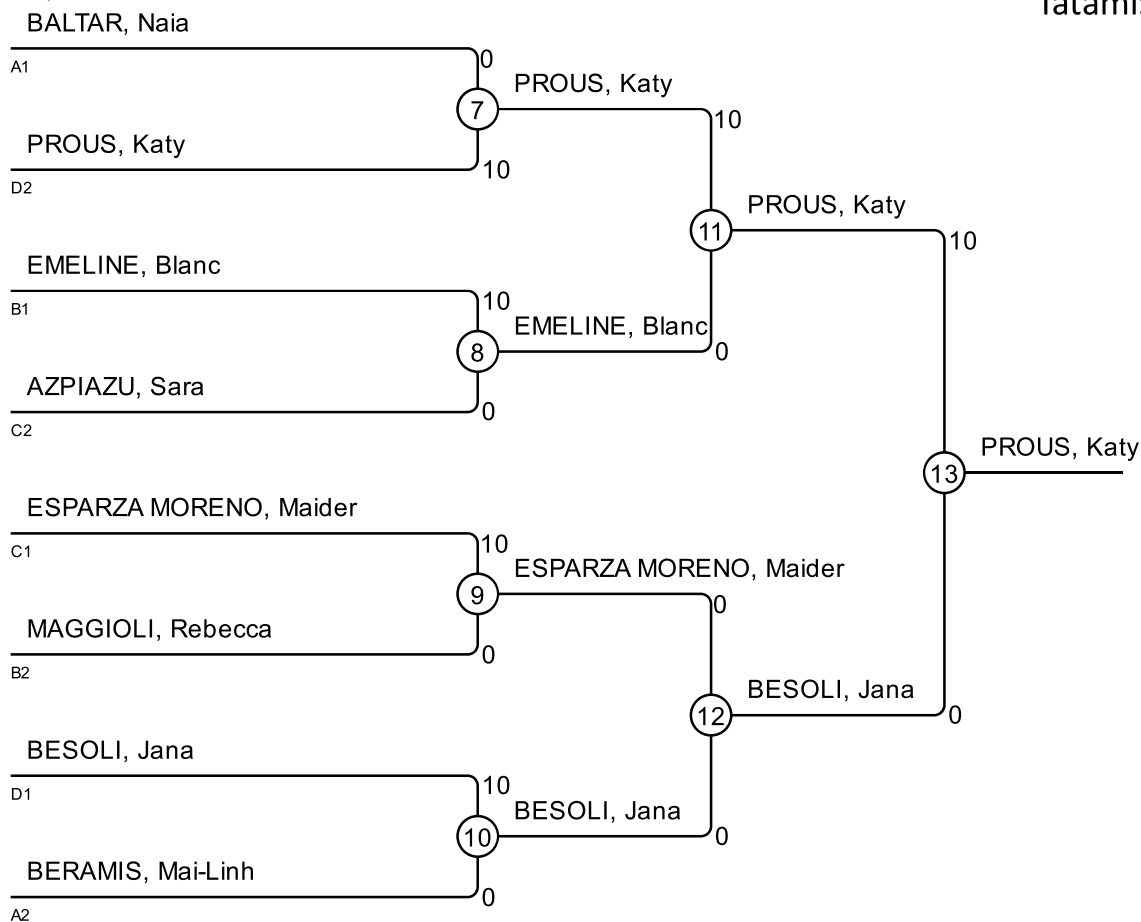 Tatamis
BALTAR, Naia
A1
0
7
PROUS, Katy
10
PROUS, Katy
D2
10
11
PROUS, Katy
10
EMELINE, Blanc
B1
10
8
EMELINE, Blanc
0
AZPIAZU, Sara
C2
0
13
PROUS, Katy
ESPARZA MORENO, Maider
C1
10
9
ESPARZA MORENO, Maider
0
MAGGIOLI, Rebecca
B2
0
12
BESOLI, Jana
0
BESOLI, Jana
D1
10
10
BESOLI, Jana
0
BERAMIS, Mai-Linh
A2
0